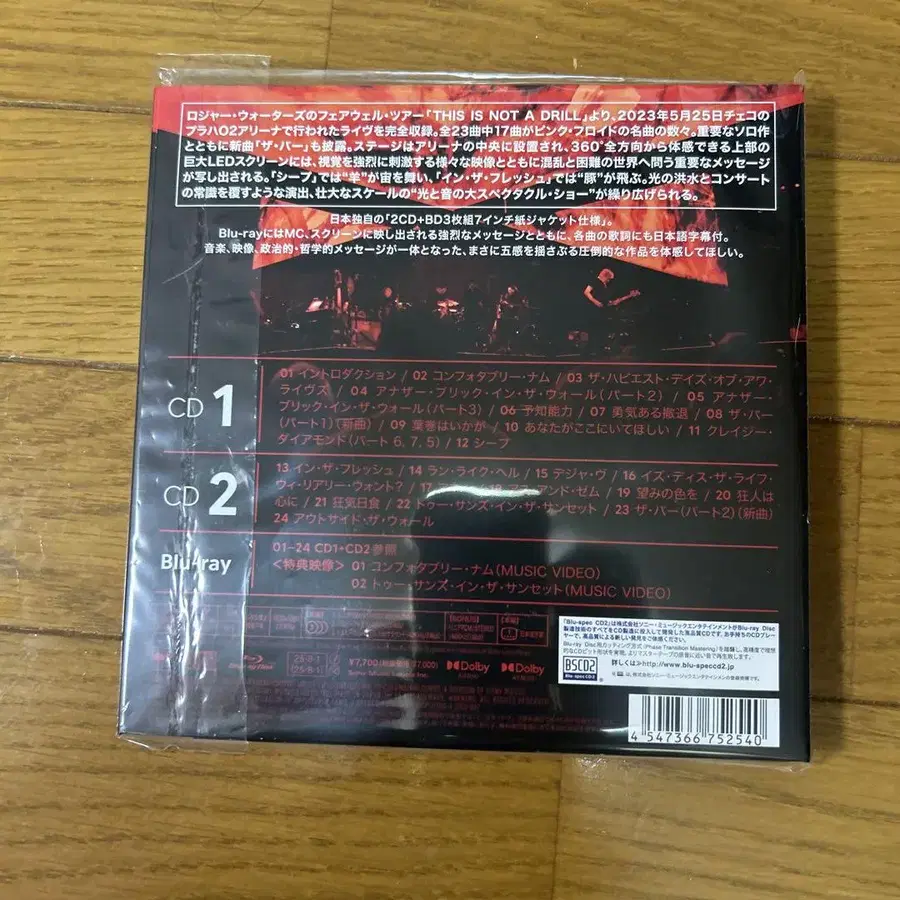 ロジャー・ウォーターズのフェアウェル・ツアー「THIS IS NOT A DRILL」より、2023年5月25日チェコの
プラハO2アリーナで行われたライヴを完全収録。全23曲中17曲がピンク・フロイドの名曲の数々。重要なソロ作
とともに新曲「ザ・バー」も披露。ステージはアリーナの中央に設置され、360°全方向から体感できる上部の
巨大LEDスクリーンには、視覚を強烈に刺激する様々な映像とともに混乱と困難の世界へ問う重要なメッセージ
が写し出される。「シープ」では“羊”が宙を舞い、「イン・ザ・フレッシュ」では“豚”が飛ぶ。光の洪水とコンサート
の常識を覆すような演出、壮大なスケールの“光と音の大スペクタクル・ショー”が繰り広げられる。
日本独自の「2CD+BD3枚組7インチ紙ジャケット仕様」。
Blu-rayにはMC、スクリーンに映し出される強烈なメッセージとともに、各曲の歌詞にも日本語字幕付。
音楽、映像、政治的・哲学的メッセージが一体となった、まさに五感を揺さぶる圧倒的な作品を体感してほしい。
CD 1
01 イントロダクション / 02 コンフォタブリー・ナム / 03 ザ・ハピエスト・デイズ・オブ・アワ・
ライヴス / 04 アナザー・ブリック・イン・ザ・ウォール(パート2) / 05 アナザー・
ブリック・イン・ザ・ウォール(パート3) / 06 予知能力 / 07 勇気ある撤退 / 08 ザ・バー
(パート1)(新曲) / 09 葉巻はいかが / 10 あなたがここにいてほしい / 11 クレイジー・
ダイアモンド(パート 6, 7, 5) / 12 シープ
CD 2
13 イン・ザ・フレッシュ / 14 ラン・ライク・ヘル / 15 デジャ・ヴ / 16 イズ・ディス・ザ・ライフ・
ウィ・リアリー・ウォント? / 17 / 18 アンド・ゼム / 19 望みの色を / 20 狂人は
心に / 21 狂気日食 / 22 トゥー・サンズ・イン・ザ・サンセット / 23 ザ・バー(パート2)(新曲)
24 アウトサイド・ザ・ウォール
Blu-ray
01-24 CD1+CD2参照
<特典映像> 01 コンフォタブリー・ナム(MUSIC VIDEO)
02 トゥー・サンズ・イン・ザ・サンセット(MUSIC VIDEO)
¥7,700
Dolby
Dolby
BSCD2
Blu-spec CD2
詳しくは≫http://www.blu-speccd2.jp
4 547366 752540